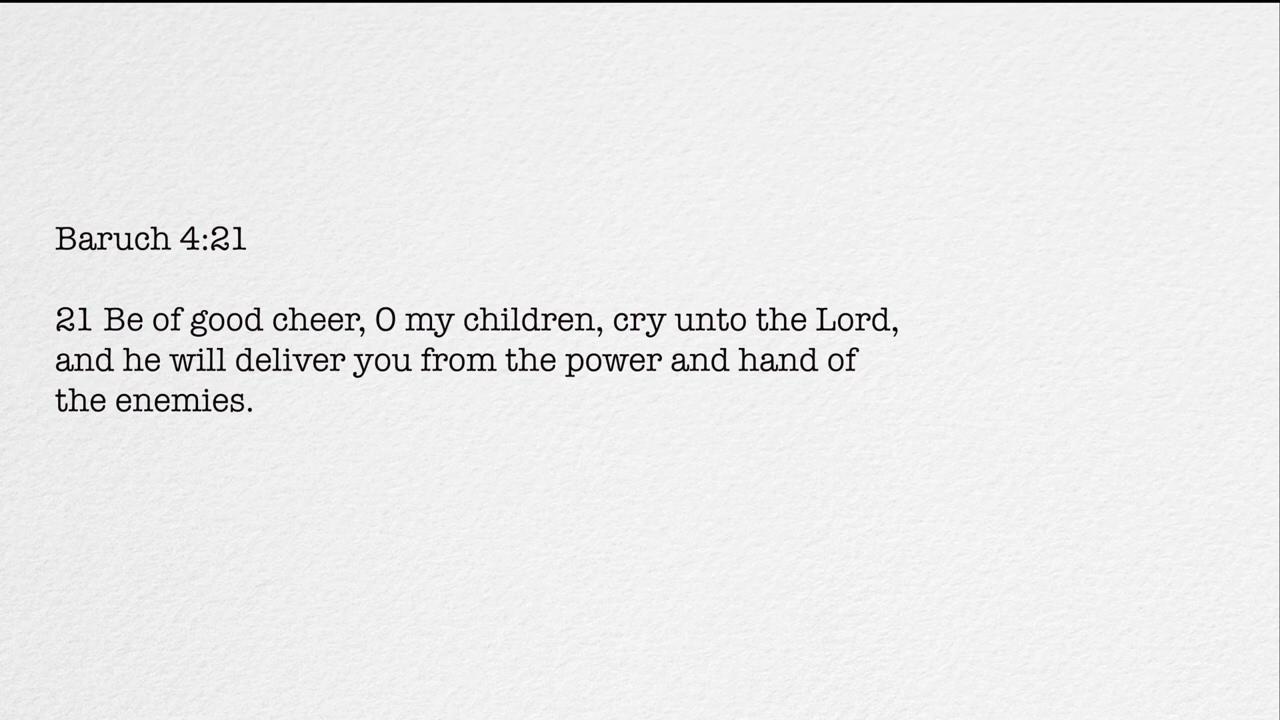 Baruch 4:21
21 Be of good cheer, O my children, cry unto the Lord,
and he will deliver you from the power and hand of
the enemies.